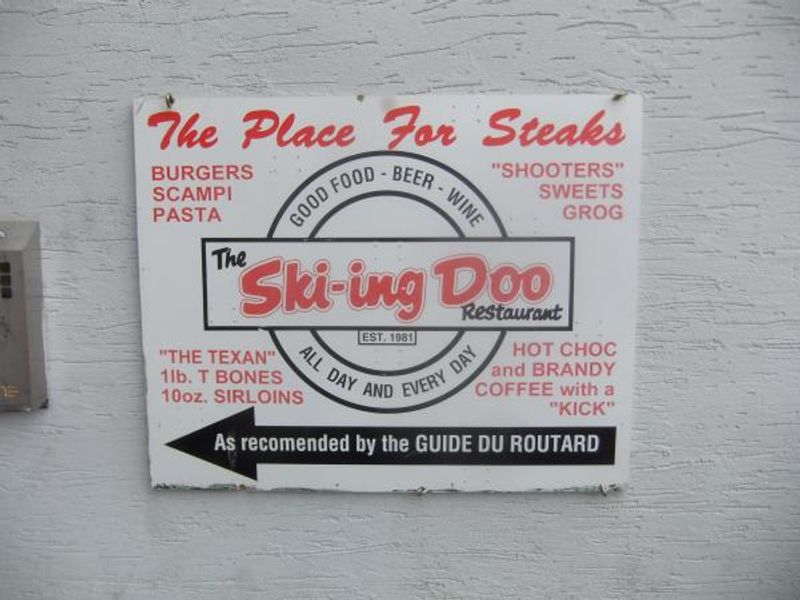 The Place For Steaks
BURGERS
SCAMPI
PASTA
"SHOOTERS"
SWEETS
GROG
GOOD FOOD - BEER - WINE
The
Ski-ing Doo
Restaurant
EST. 1981
ALL DAY AND EVERY DAY
"THE TEXAN"
1lb. T BONES
10oz. SIRLOINS
HOT CHOC
and BRANDY
COFFEE with a
"KICK"
As recomended by the GUIDE DU ROUTARD